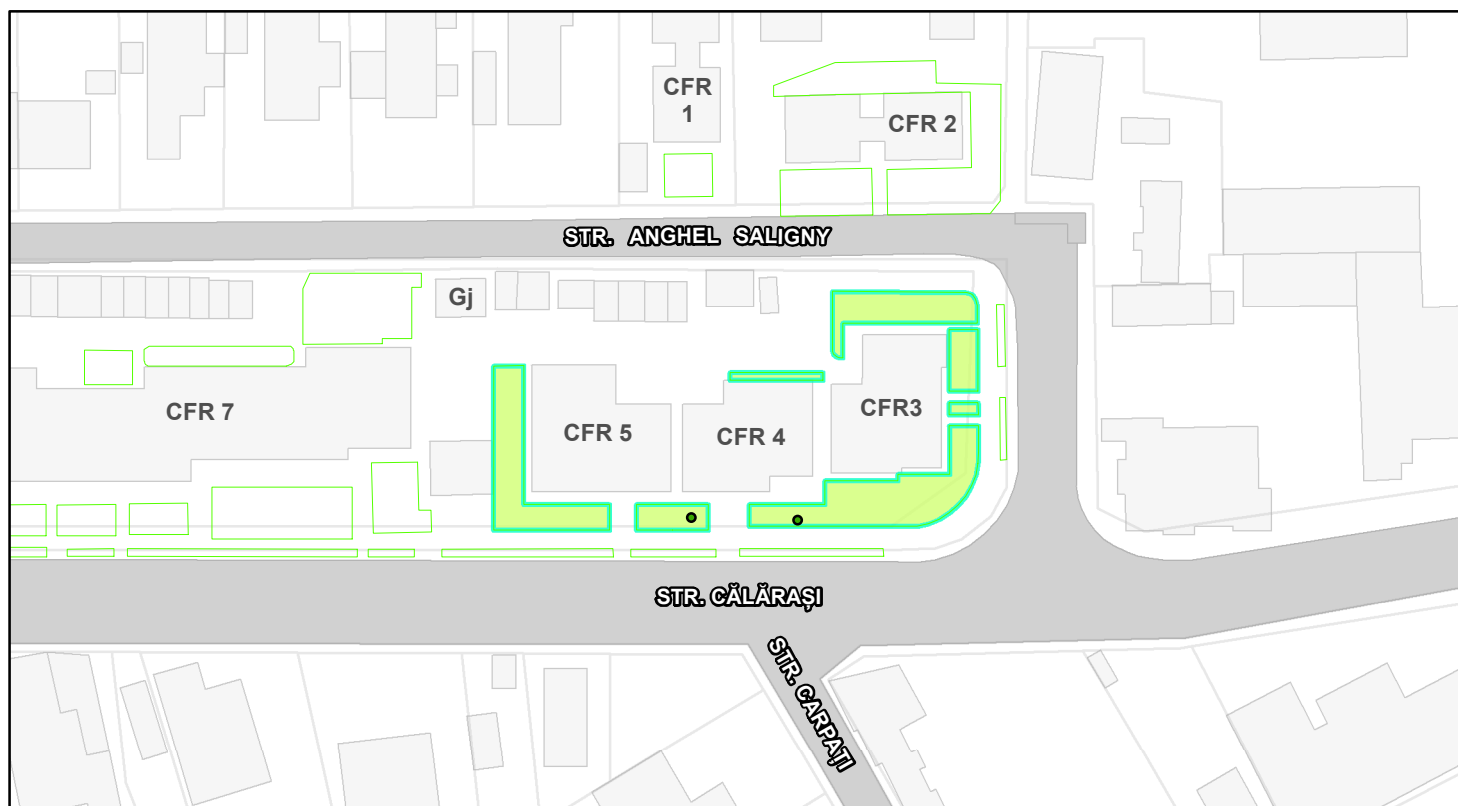 CFR
1
CFR 2
STR. ANGHEL SALIGNY
Gj
CFR 7
CFR 5
CFR 4
CFR3
STR. CĂLĂRAȘI
STR. CARPAȚI